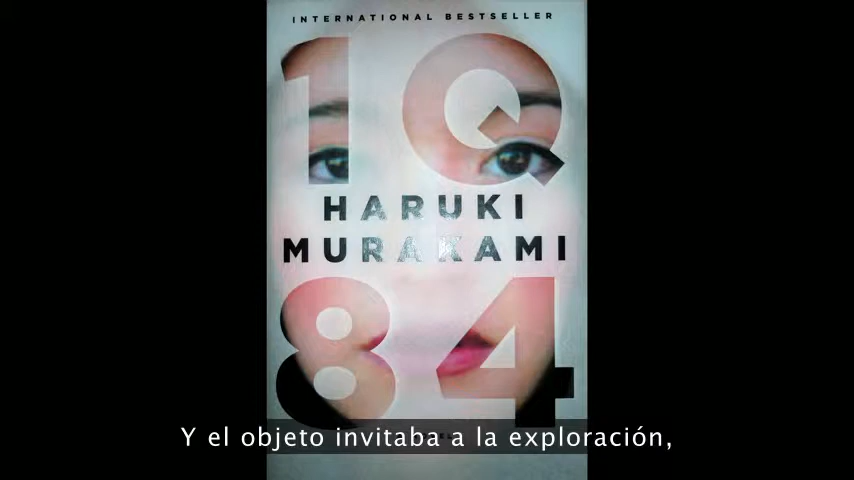 INTERNATIONAL BESTSELLER
1Q
HARUKI
MURAKAMI
84
Y el objeto invitaba a la exploración,